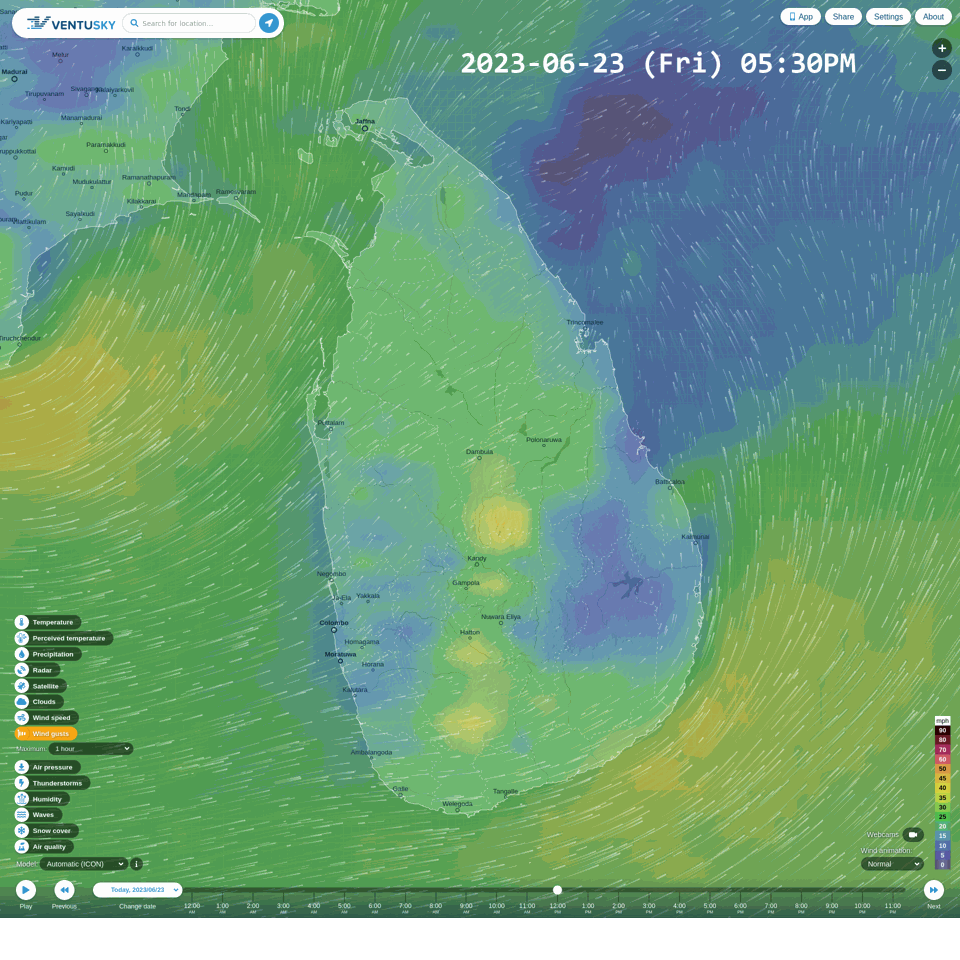 VENTUSKY
Search for location...
App
Share
Settings
About
2023-06-23 (Fri) 05:30PM
+
−
Melur
Karaikkudi
Madurai
Tirupuvanam
Tondi
Manamadurai
Paramakkudi
Kamudi
Mudukulattur
Ramanathapuram
Pudur
Kilakkarai
Mandapam
Rameswaram
Sayalkudi
Jaffna
Trincomalee
Puttalam
Polonaruwa
Dambula
Batticaloa
Kalmunai
Kandy
Negombo
Gampola
Ja-Ela
Yakkala
Nuwara Eliya
Colombo
Hatton
Homagama
Moratuwa
Horana
Kalutara
Ambalangoda
Galle
Tangalle
Weligoda
Temperature
Perceived temperature
Precipitation
Radar
Satellite
Clouds
Wind speed
Wind gusts
Maximum:
1 hour
Air pressure
Thunderstorms
Humidity
Waves
Snow cover
Air quality
Model:
Automatic (ICON)
i
mph
90
80
70
60
50
45
40
35
30
25
20
15
10
5
0
Webcams
Wind animation:
Normal
Play
Previous
Today, 2023/06/23
Change date
12:00 AM
1:00 AM
2:00 AM
3:00 AM
4:00 AM
5:00 AM
6:00 AM
7:00 AM
8:00 AM
9:00 AM
10:00 AM
11:00 AM
12:00 PM
1:00 PM
2:00 PM
3:00 PM
4:00 PM
5:00 PM
6:00 PM
7:00 PM
8:00 PM
9:00 PM
10:00 PM
11:00 PM
Next